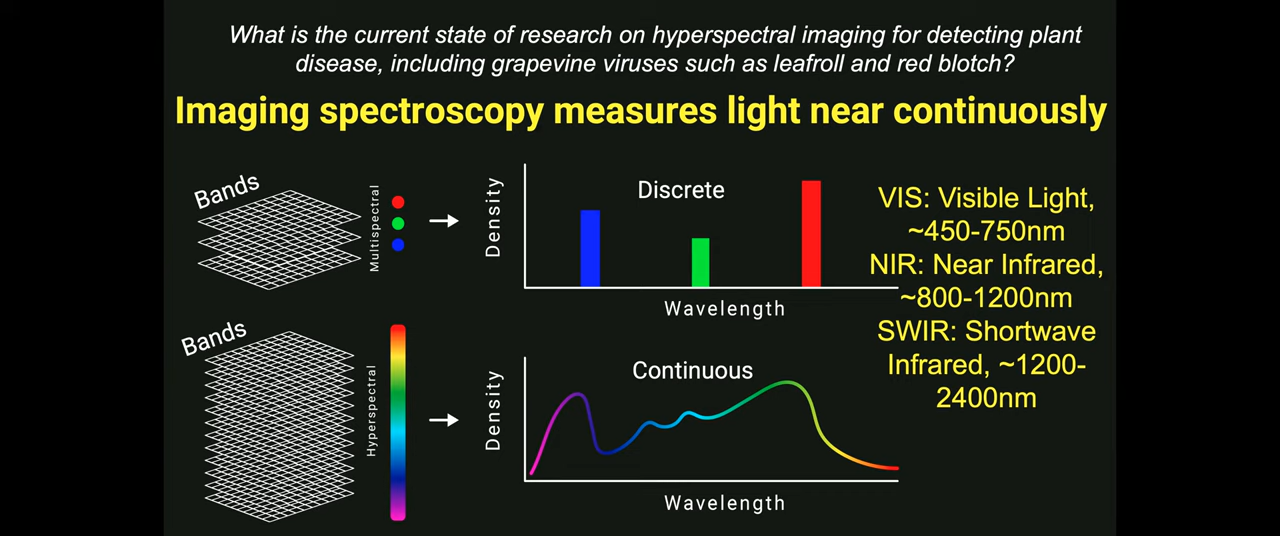 What is the current state of research on hyperspectral imaging for detecting plant
disease, including grapevine viruses such as leafroll and red blotch?
Imaging spectroscopy measures light near continuously
Bands
Multispectral
Density
Discrete
Wavelength
VIS: Visible Light,
~450-750nm
NIR: Near Infrared,
~800-1200nm
SWIR: Shortwave
Infrared, ~1200-
2400nm
Bands
Hyperspectral
Density
Continuous
Wavelength